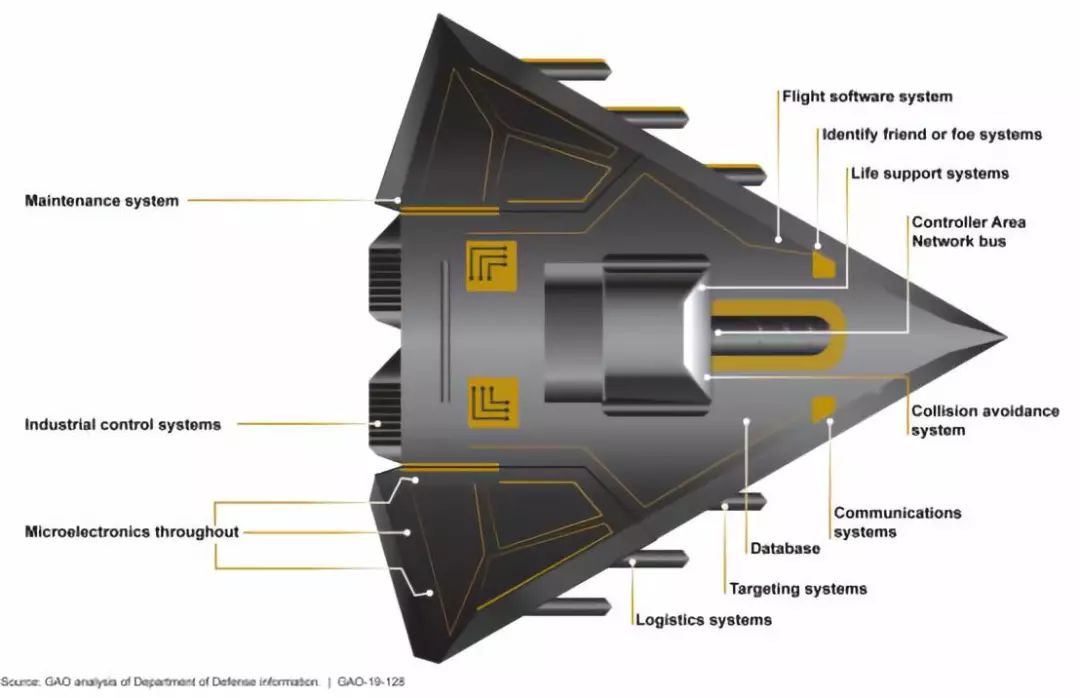 Flight software system
Identify friend or foe systems
Life support systems
Maintenance system
Controller Area
Network bus
Collision avoidance
system
Industrial control systems
Communications
systems
Microelectronics throughout
Database
Targeting systems
Logistics systems
Source: GAO analysis of Department of Defense information. | GAO-19-128